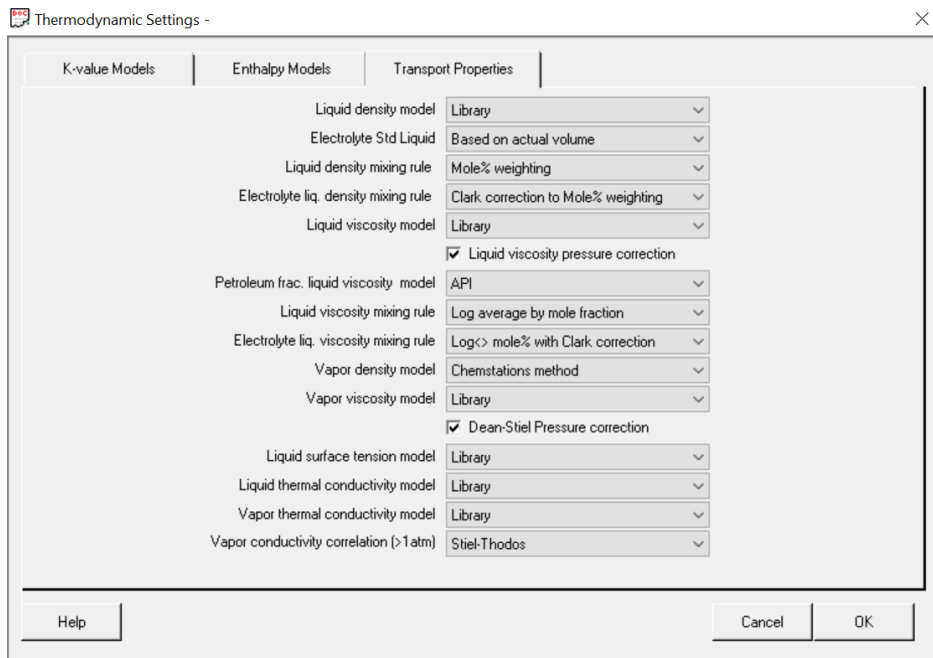 DOC Thermodynamic Settings -
K-value Models Enthalpy Models Transport Properties
Liquid density model Library
Electrolyte Std Liquid Based on actual volume
Liquid density mixing rule Mole% weighting
Electrolyte liq. density mixing rule Clark correction to Mole% weighting
Liquid viscosity model Library
Liquid viscosity pressure correction
Petroleum frac. liquid viscosity model API
Liquid viscosity mixing rule Log average by mole fraction
Electrolyte liq. viscosity mixing rule Log<> mole% with Clark correction
Vapor density model Chemstations method
Vapor viscosity model Library
Dean-Stiel Pressure correction
Liquid surface tension model Library
Liquid thermal conductivity model Library
Vapor thermal conductivity model Library
Vapor conductivity correlation (>1atm) Stiel-Thodos
Help Cancel OK